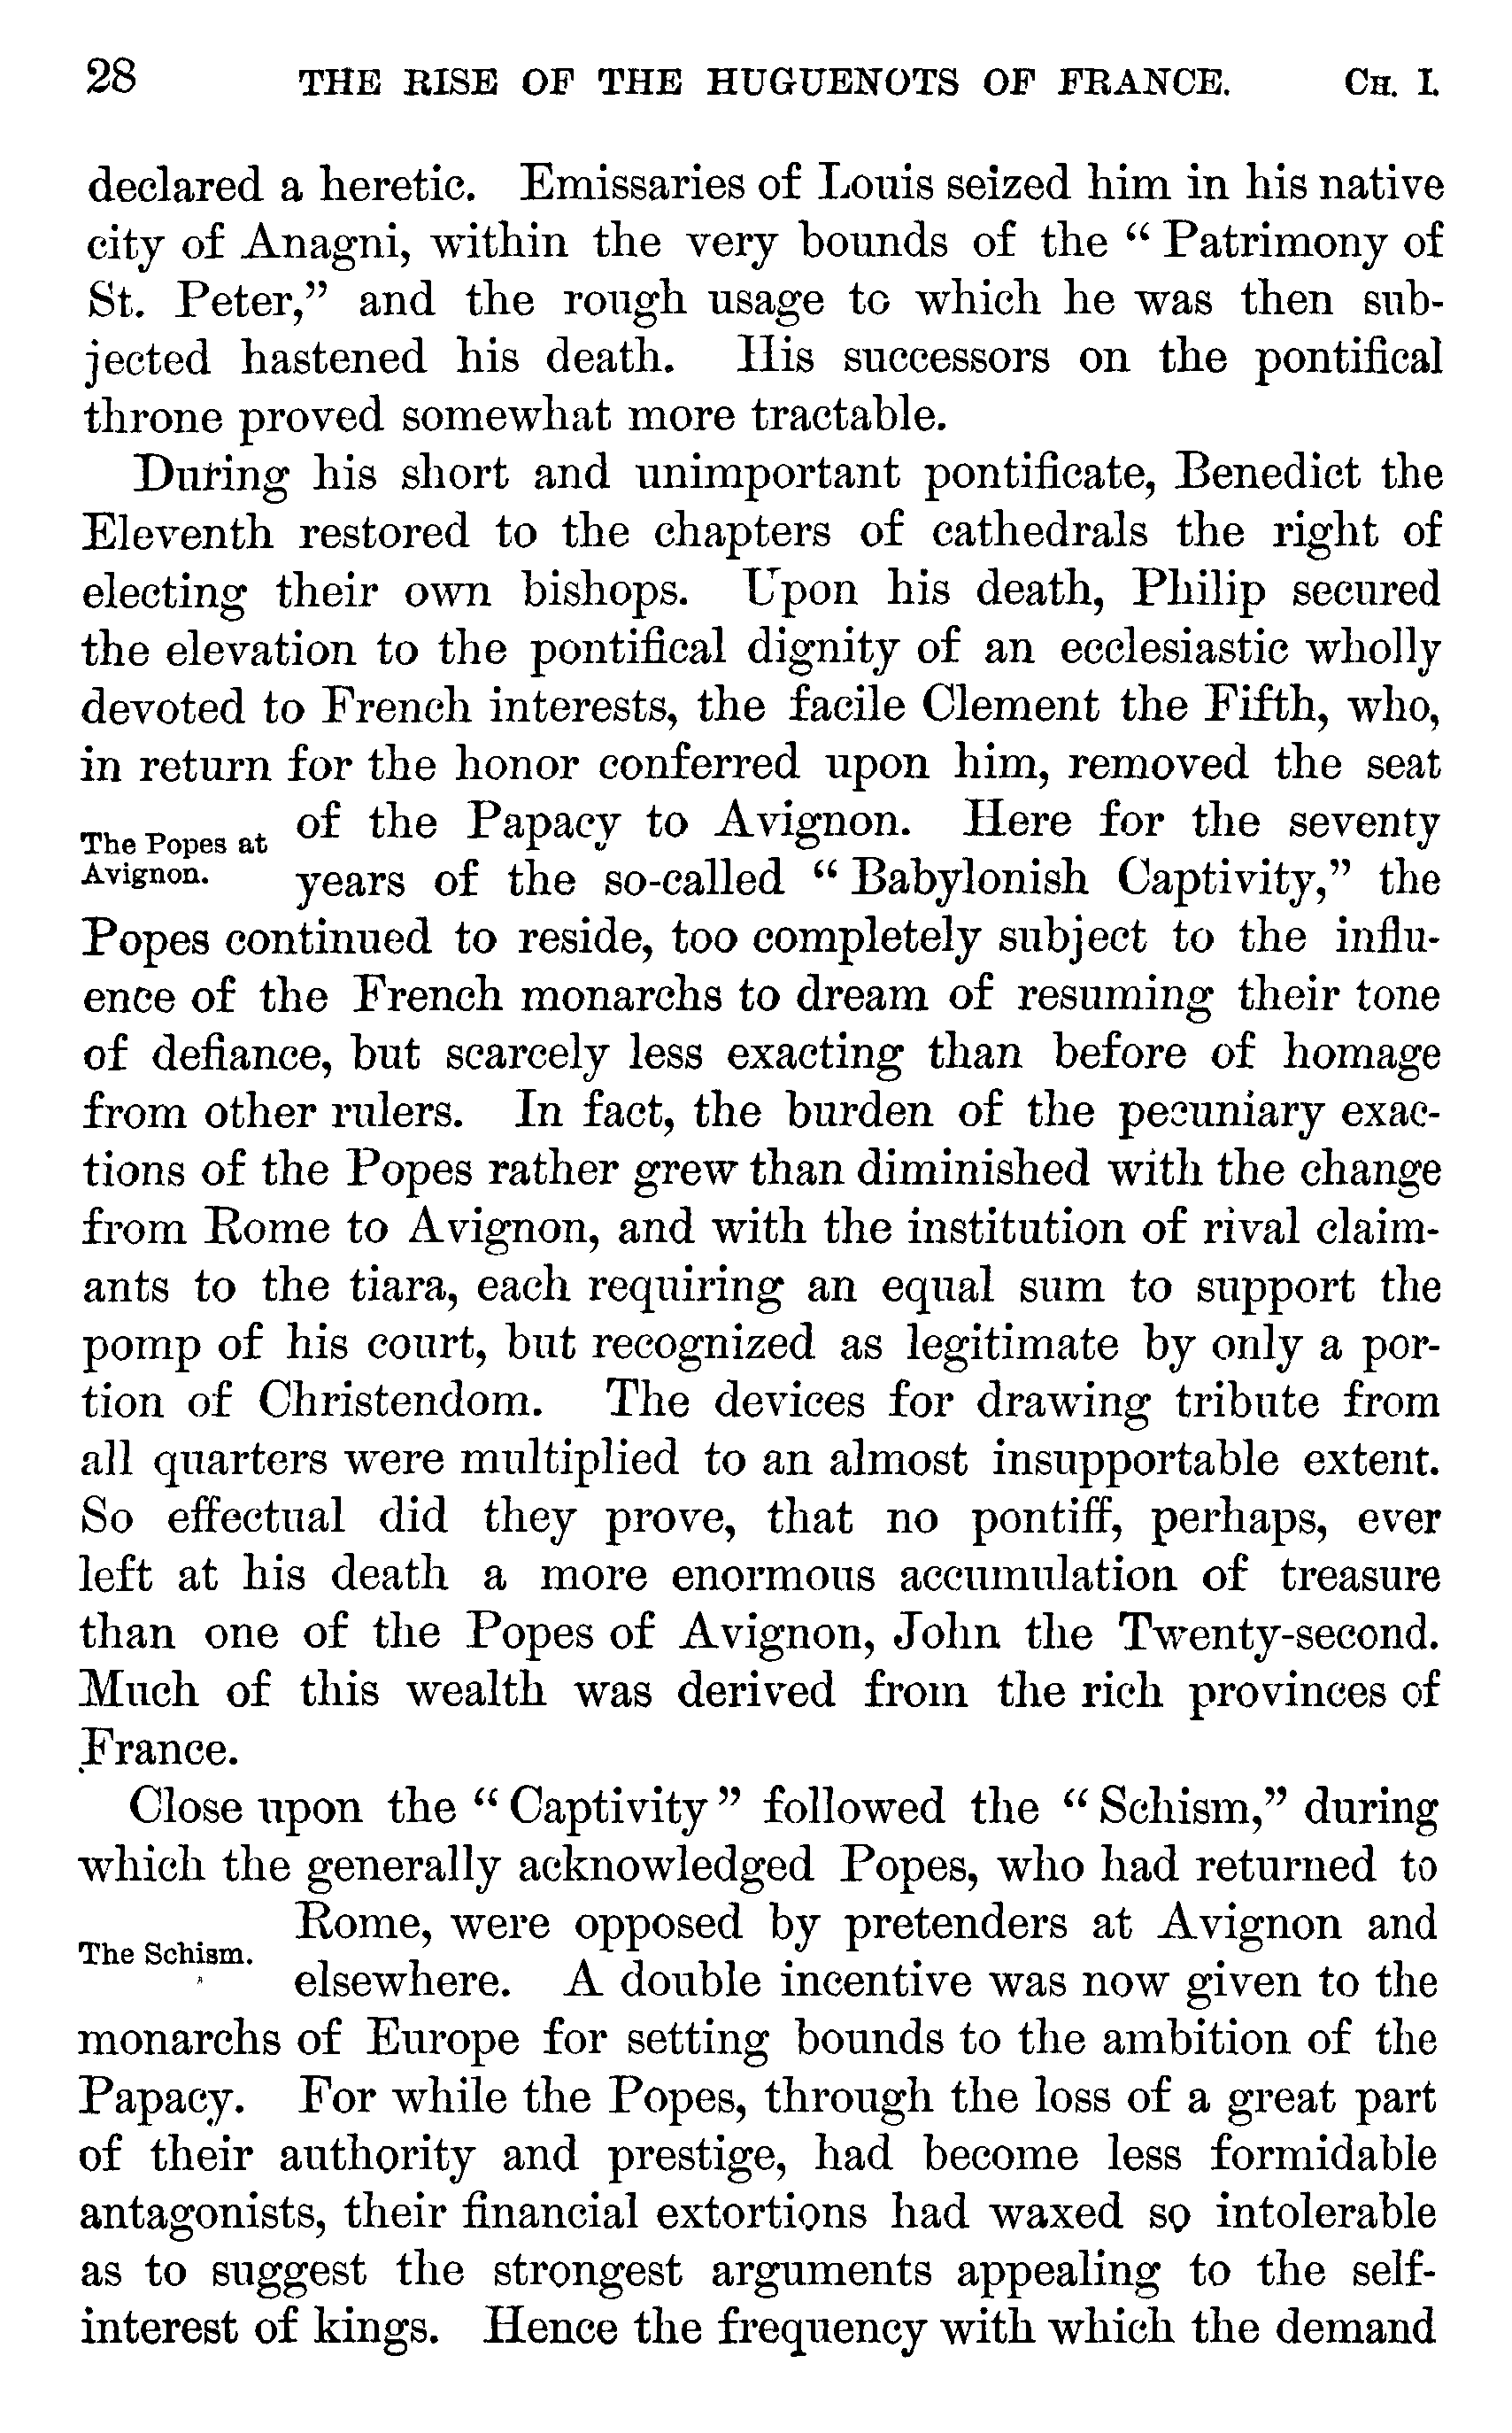 28 THE RISE OF THE HUGUENOTS OF FRANCE. CH. I.
declared a heretic. Emissaries of Louis seized him in his native
city of Anagni, within the very bounds of the “ Patrimony of
St. Peter,” and the rough usage to which he was then sub-
jected hastened his death. His successors on the pontifical
throne proved somewhat more tractable.
During his short and unimportant pontificate, Benedict the
Eleventh restored to the chapters of cathedrals the right of
electing their own bishops. Upon his death, Philip secured
the elevation to the pontifical dignity of an ecclesiastic wholly
devoted to French interests, the facile Clement the Fifth, who,
in return for the honor conferred upon him, removed the seat
The Popes at
Avignon.
of the Papacy to Avignon. Here for the seventy
years of the so-called “ Babylonish Captivity,” the
Popes continued to reside, too completely subject to the influ-
ence of the French monarchs to dream of resuming their tone
of defiance, but scarcely less exacting than before of homage
from other rulers. In fact, the burden of the pecuniary exac-
tions of the Popes rather grew than diminished with the change
from Rome to Avignon, and with the institution of rival claim-
ants to the tiara, each requiring an equal sum to support the
pomp of his court, but recognized as legitimate by only a por-
tion of Christendom. The devices for drawing tribute from
all quarters were multiplied to an almost insupportable extent.
So effectual did they prove, that no pontiff, perhaps, ever
left at his death a more enormous accumulation of treasure
than one of the Popes of Avignon, John the Twenty-second.
Much of this wealth was derived from the rich provinces of
France.
Close upon the “ Captivity ” followed the “ Schism,” during
which the generally acknowledged Popes, who had returned to
The Schism.
Rome, were opposed by pretenders at Avignon and
elsewhere. A double incentive was now given to the
monarchs of Europe for setting bounds to the ambition of the
Papacy. For while the Popes, through the loss of a great part
of their authority and prestige, had become less formidable
antagonists, their financial extortions had waxed so intolerable
as to suggest the strongest arguments appealing to the self-
interest of kings. Hence the frequency with which the demand